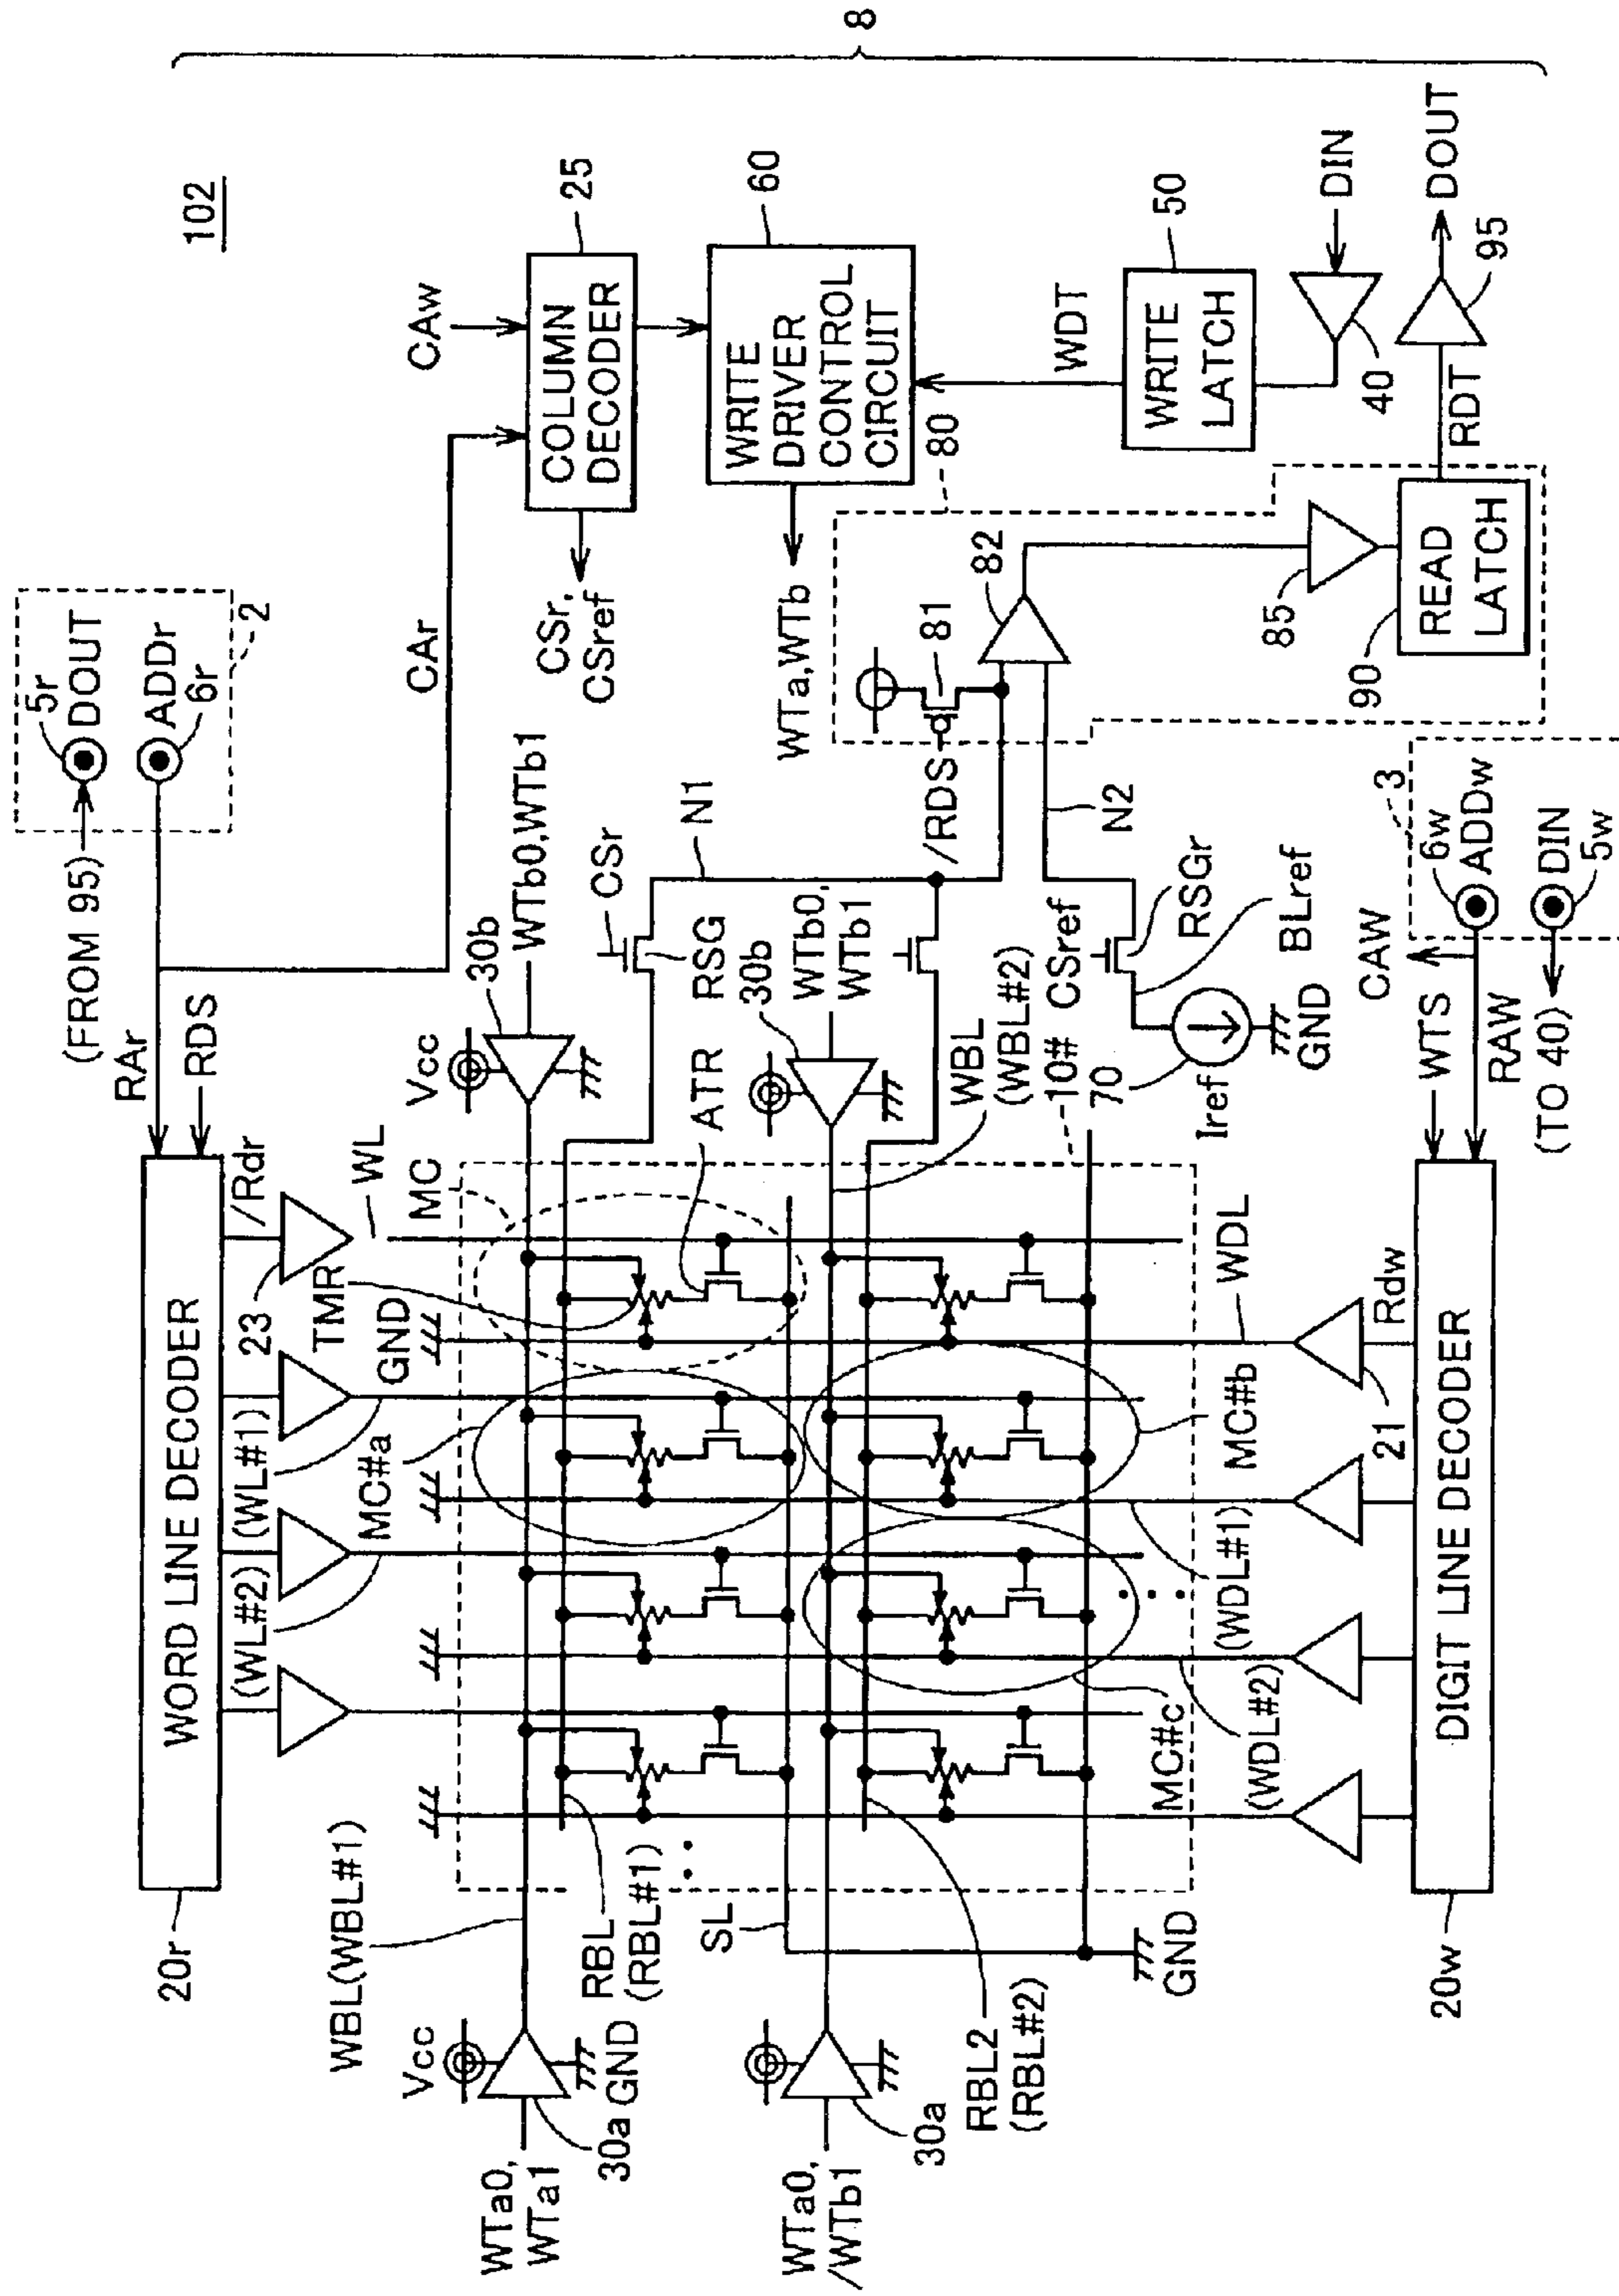 102
8
(FROM 95)
5r
DOUT
ADDr
6r
2
RAr
RDS
CAr
CAw
COLUMN
DECODER
25
CSr,
CSref
WRITE
DRIVER
CONTROL
CIRCUIT
60
WTa,WTb
WDT
WRITE
LATCH
50
DIN
40
DOUT
95
RDT
80
81
82
85
90
READ
LATCH
/RDS
N1
N2
CSr
RSG
WTb0,WTb1
30b
Vcc
ATR
30b
WTb0,
WTb1
WBL
(WBL#2)
10#
CSref
RSGr
BLref
70
Iref
GND
3
6w
ADDw
DIN
5w
CAW
WTS
RAW
(TO 40)
WORD LINE DECODER
20r
/Rdr
WL
MC
23
TMR
GND
(WL#1)
MC#a
(WL#2)
WBL(WBL#1)
RBL
(RBL#1)
SL
Vcc
GND
30a
WTa0,
WTa1
RBL2
(RBL#2)
30a
WTa0,
/WTb1
GND
WDL
Rdw
21
MC#b
(WDL#1)
(WDL#2)
MC#c
DIGIT LINE DECODER
20w